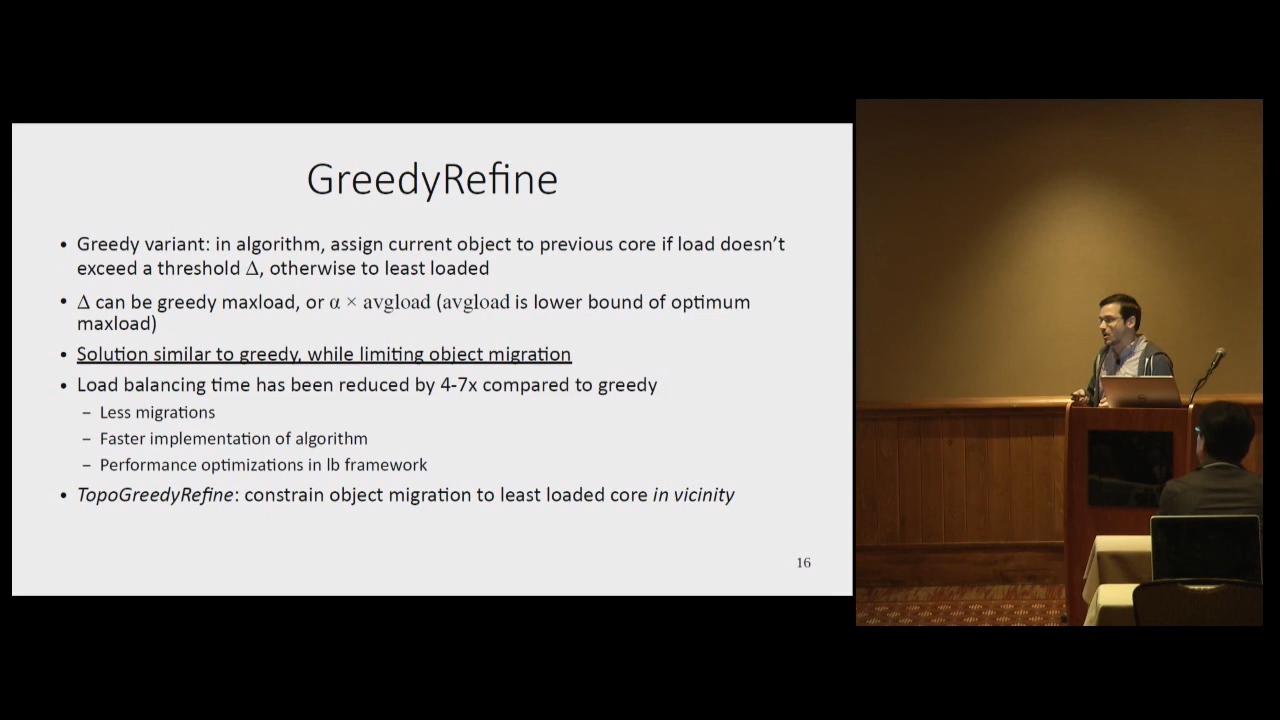 GreedyRefine
• Greedy variant: in algorithm, assign current object to previous core if load doesn’t
exceed a threshold Δ, otherwise to least loaded
• Δ can be greedy maxload, or α × avgload (avgload is lower bound of optimum
maxload)
• Solution similar to greedy, while limiting object migration
• Load balancing time has been reduced by 4-7x compared to greedy
– Less migrations
– Faster implementation of algorithm
– Performance optimizations in lb framework
• TopoGreedyRefine: constrain object migration to least loaded core in vicinity
16